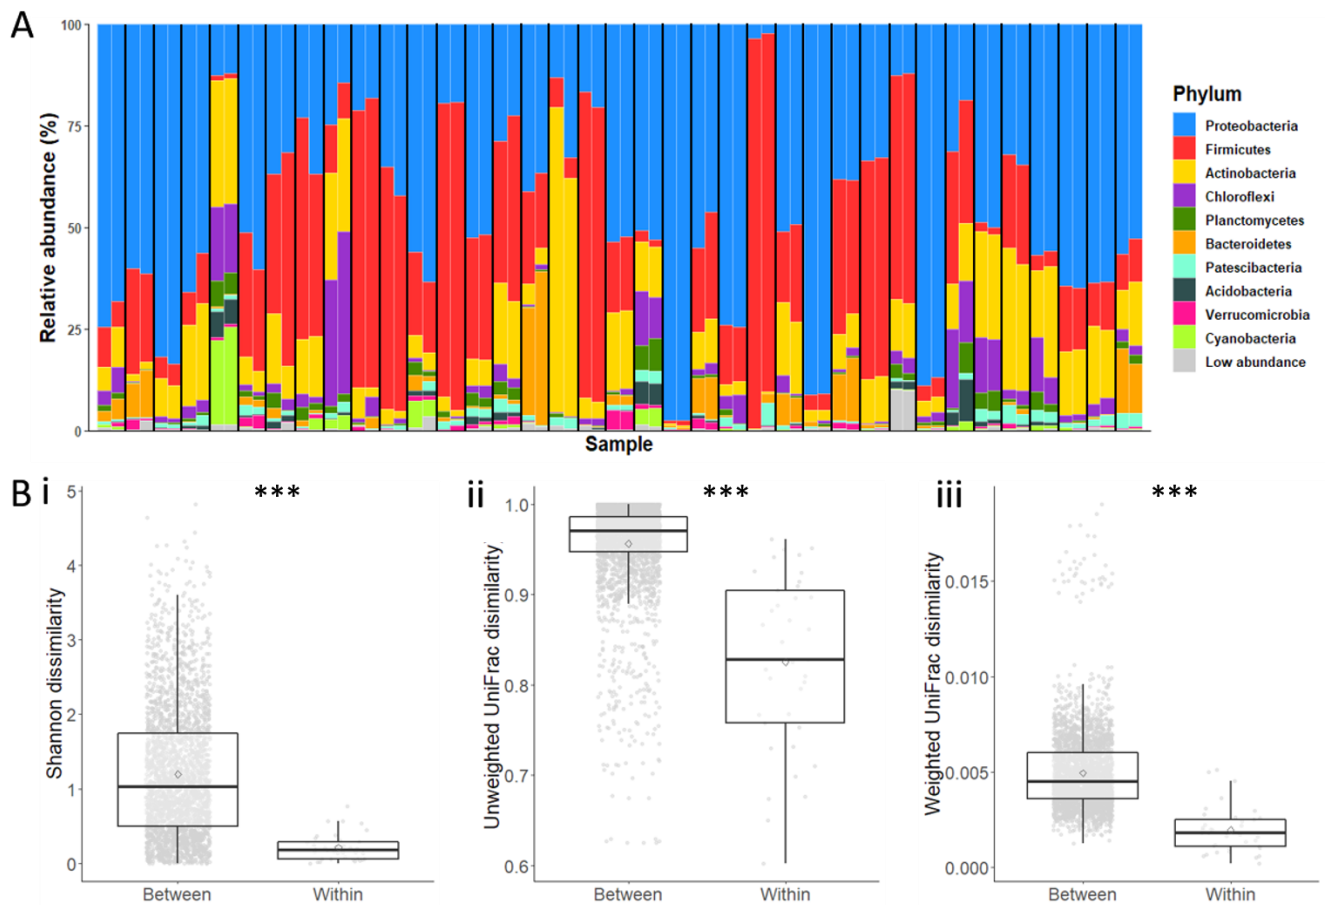 A
Relative abundance (%)
100
75
50
25
0
Sample
Phylum
Proteobacteria
Firmicutes
Actinobacteria
Chloroflexi
Planctomycetes
Bacteroidetes
Patescibacteria
Acidobacteria
Verrucomicrobia
Cyanobacteria
Low abundance
B i
Shannon dissimilarity
5
4
3
2
1
0
***
Between
Within
ii
Unweighted UniFrac disimilarity
1.0
0.9
0.8
0.7
0.6
***
Between
Within
iii
Weighted UniFrac disimilarity
0.015
0.010
0.005
0.000
***
Between
Within